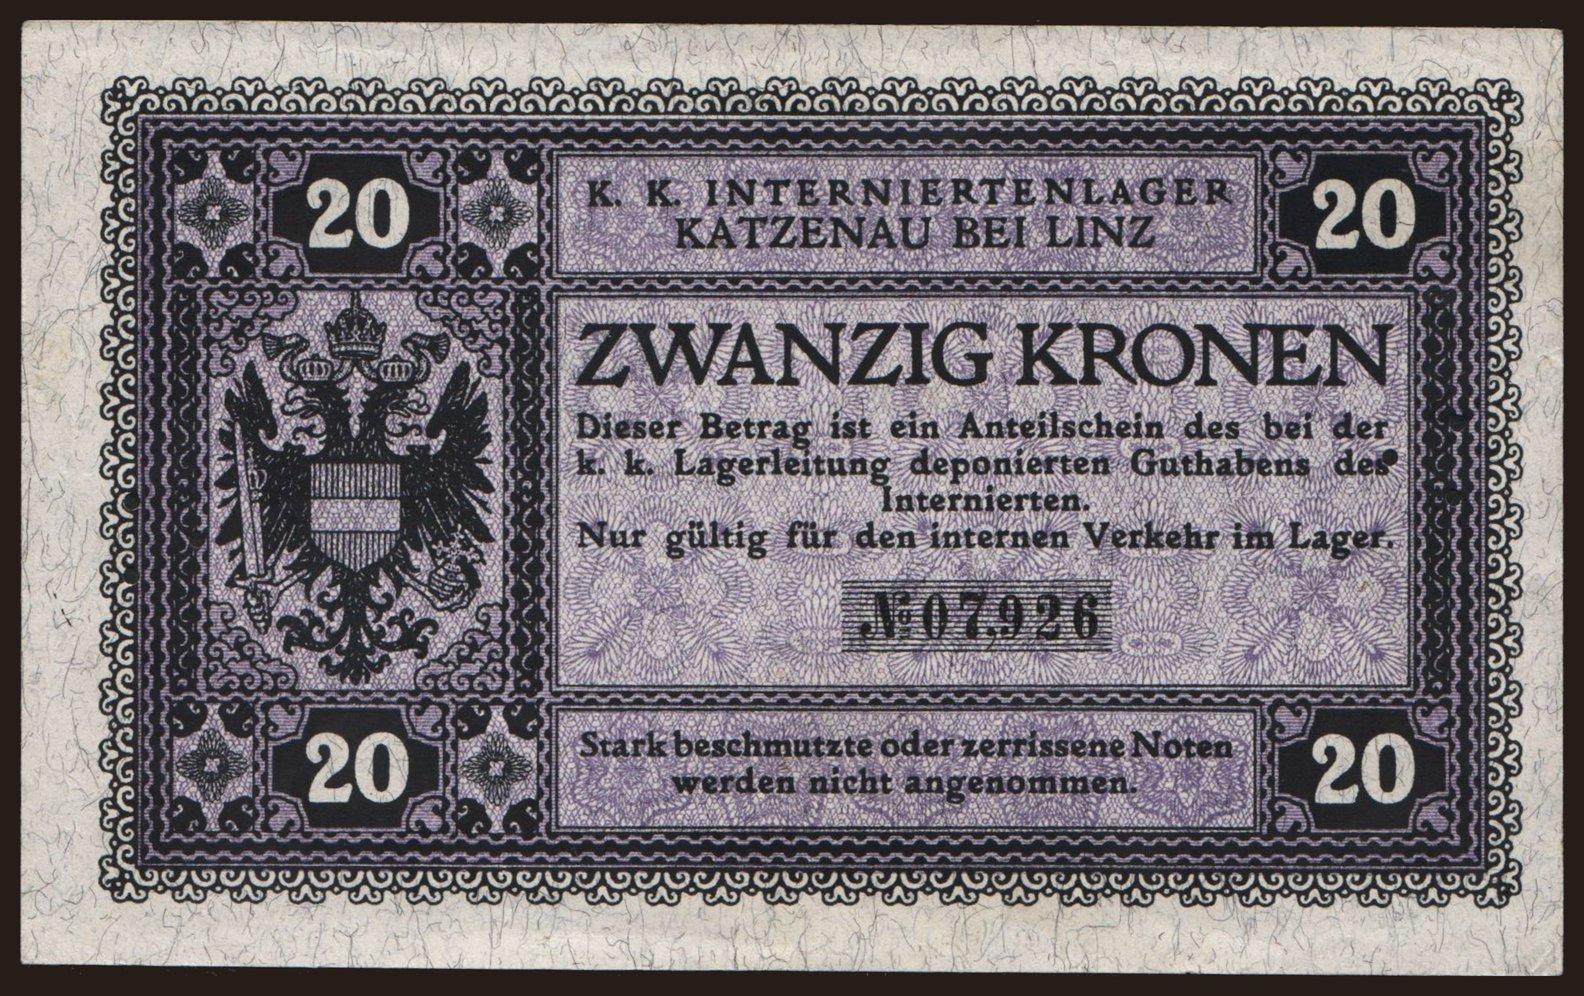 20
K. K. INTERNIERTENLAGER
KATZENAU BEI LINZ
20
ZWANZIG KRONEN
Dieser Betrag ist ein Anteilschein des bei der
k. k. Lagerleitung deponierten Guthabens des
Internierten.
Nur gültig für den internen Verkehr im Lager.
№ 07,926
20
Stark beschmutzte oder zerrissene Noten
werden nicht angenommen.
20